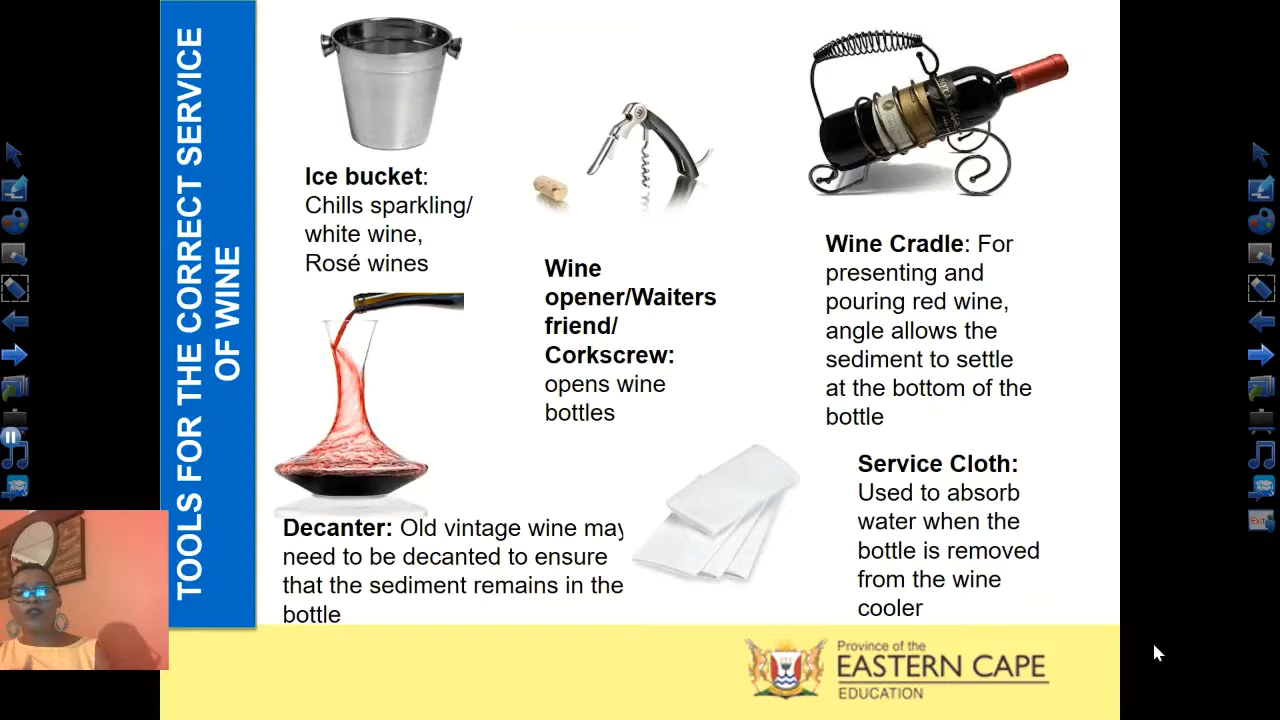 TOOLS FOR THE CORRECT SERVICE
OF WINE
Ice bucket:
Chills sparkling/
white wine,
Rosé wines
Wine
opener/Waiters
friend/
Corkscrew:
opens wine
bottles
Wine Cradle: For
presenting and
pouring red wine,
angle allows the
sediment to settle
at the bottom of the
bottle
Decanter: Old vintage wine may
need to be decanted to ensure
that the sediment remains in the
bottle
Service Cloth:
Used to absorb
water when the
bottle is removed
from the wine
cooler
Province of the
EASTERN CAPE
EDUCATION
Exit